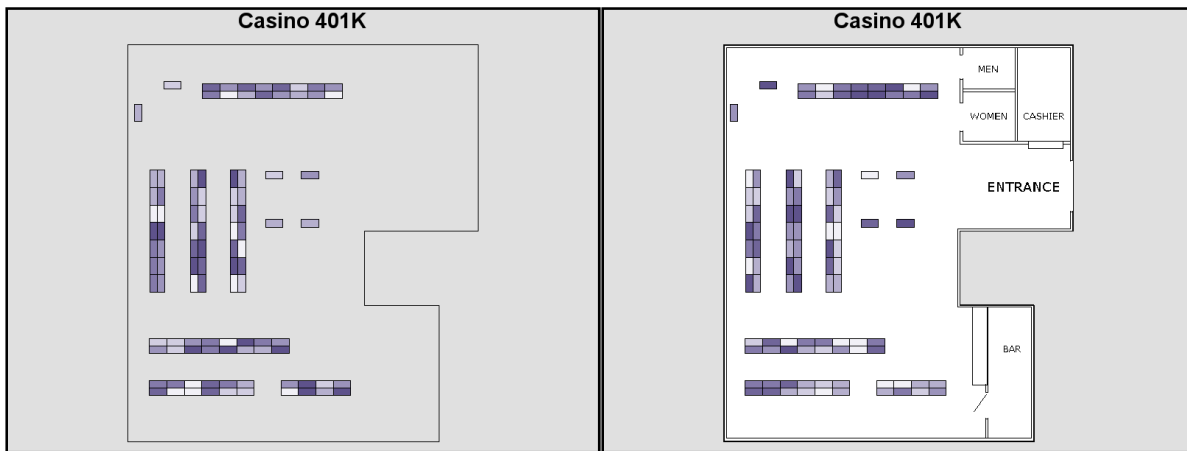 Casino 401K
Casino 401K
MEN
WOMEN
CASHIER
ENTRANCE
BAR